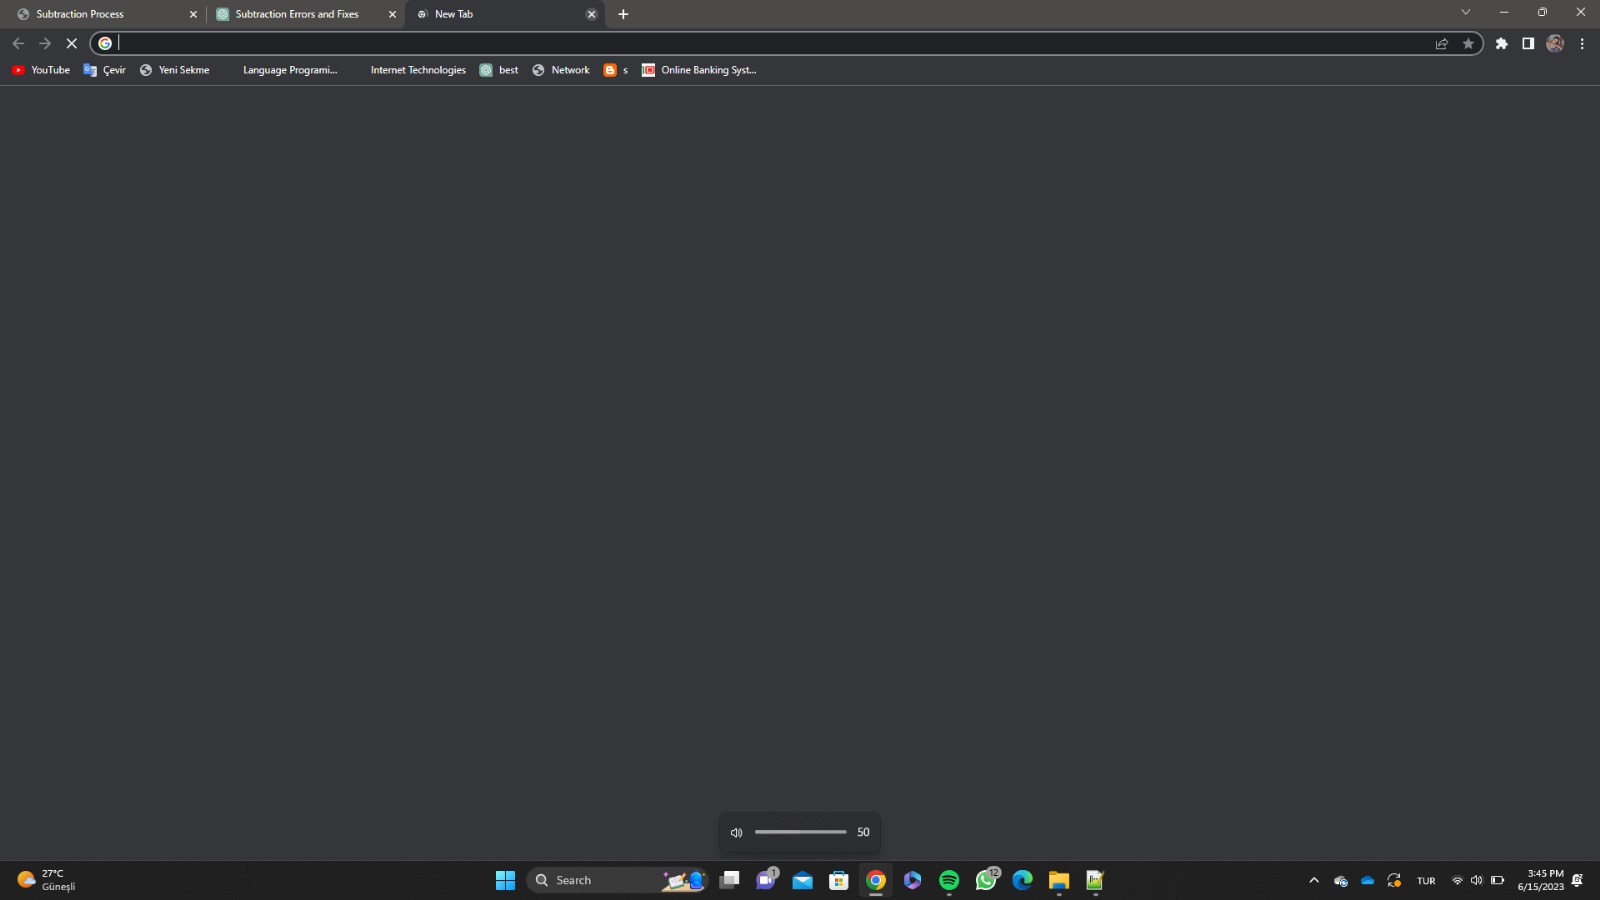 Subtraction Process
Subtraction Errors and Fixes
New Tab
YouTube
Çevir
Yeni Sekme
Language Programi...
Internet Technologies
best
Network
s
Online Banking Syst...
50
27°C
Güneşli
Search
1
12
TUR
3:45 PM
6/15/2023